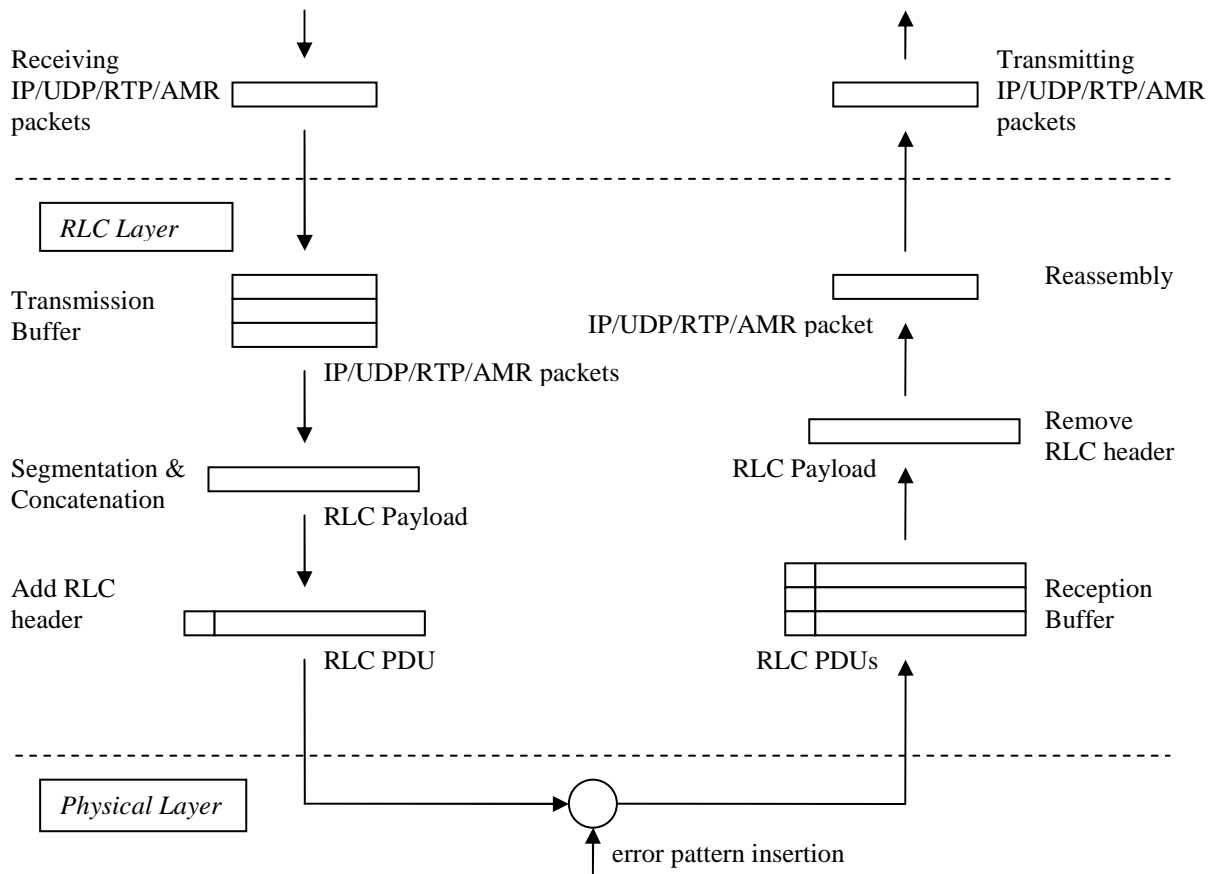 Receiving
IP/UDP/RTP/AMR
packets
Transmitting
IP/UDP/RTP/AMR
packets
RLC Layer
Transmission
Buffer
IP/UDP/RTP/AMR packets
Reassembly
IP/UDP/RTP/AMR packet
Segmentation &
Concatenation
RLC Payload
Remove
RLC header
RLC Payload
Add RLC
header
RLC PDU
Reception
Buffer
RLC PDUs
Physical Layer
error pattern insertion